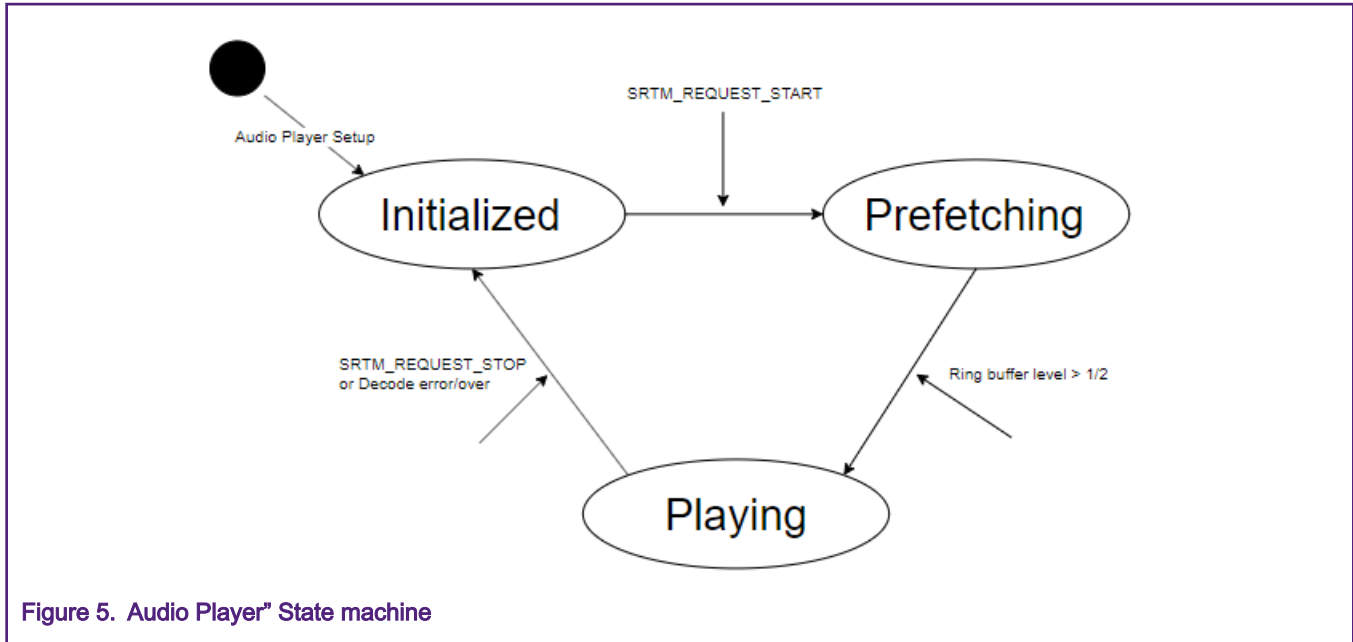 SRTM_REQUEST_START
Audio Player Setup
Initialized
Prefetching
SRTM_REQUEST_STOP
or Decode error/over
Ring buffer level > 1/2
Playing
Figure 5. Audio Player” State machine